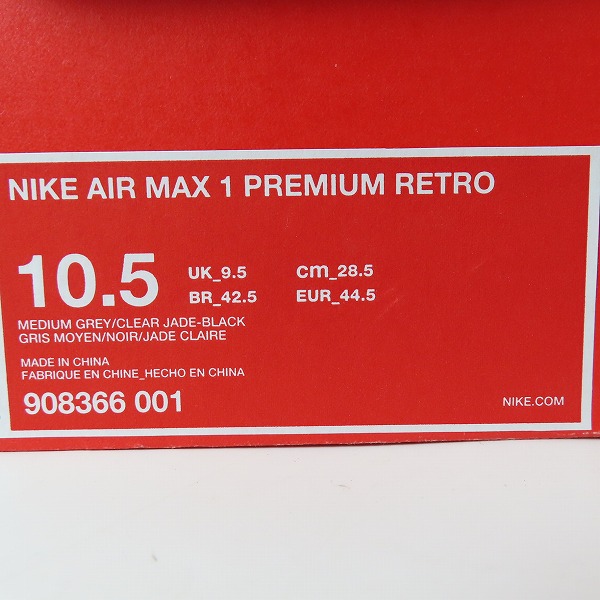 NIKE AIR MAX 1 PREMIUM RETRO
10.5
UK_9.5 cm_28.5
BR_42.5 EUR_44.5
MEDIUM GREY/CLEAR JADE-BLACK
GRIS MOYEN/NOIR/JADE CLAIRE
MADE IN CHINA
FABRIQUE EN CHINE_HECHO EN CHINA
908366 001
NIKE.COM